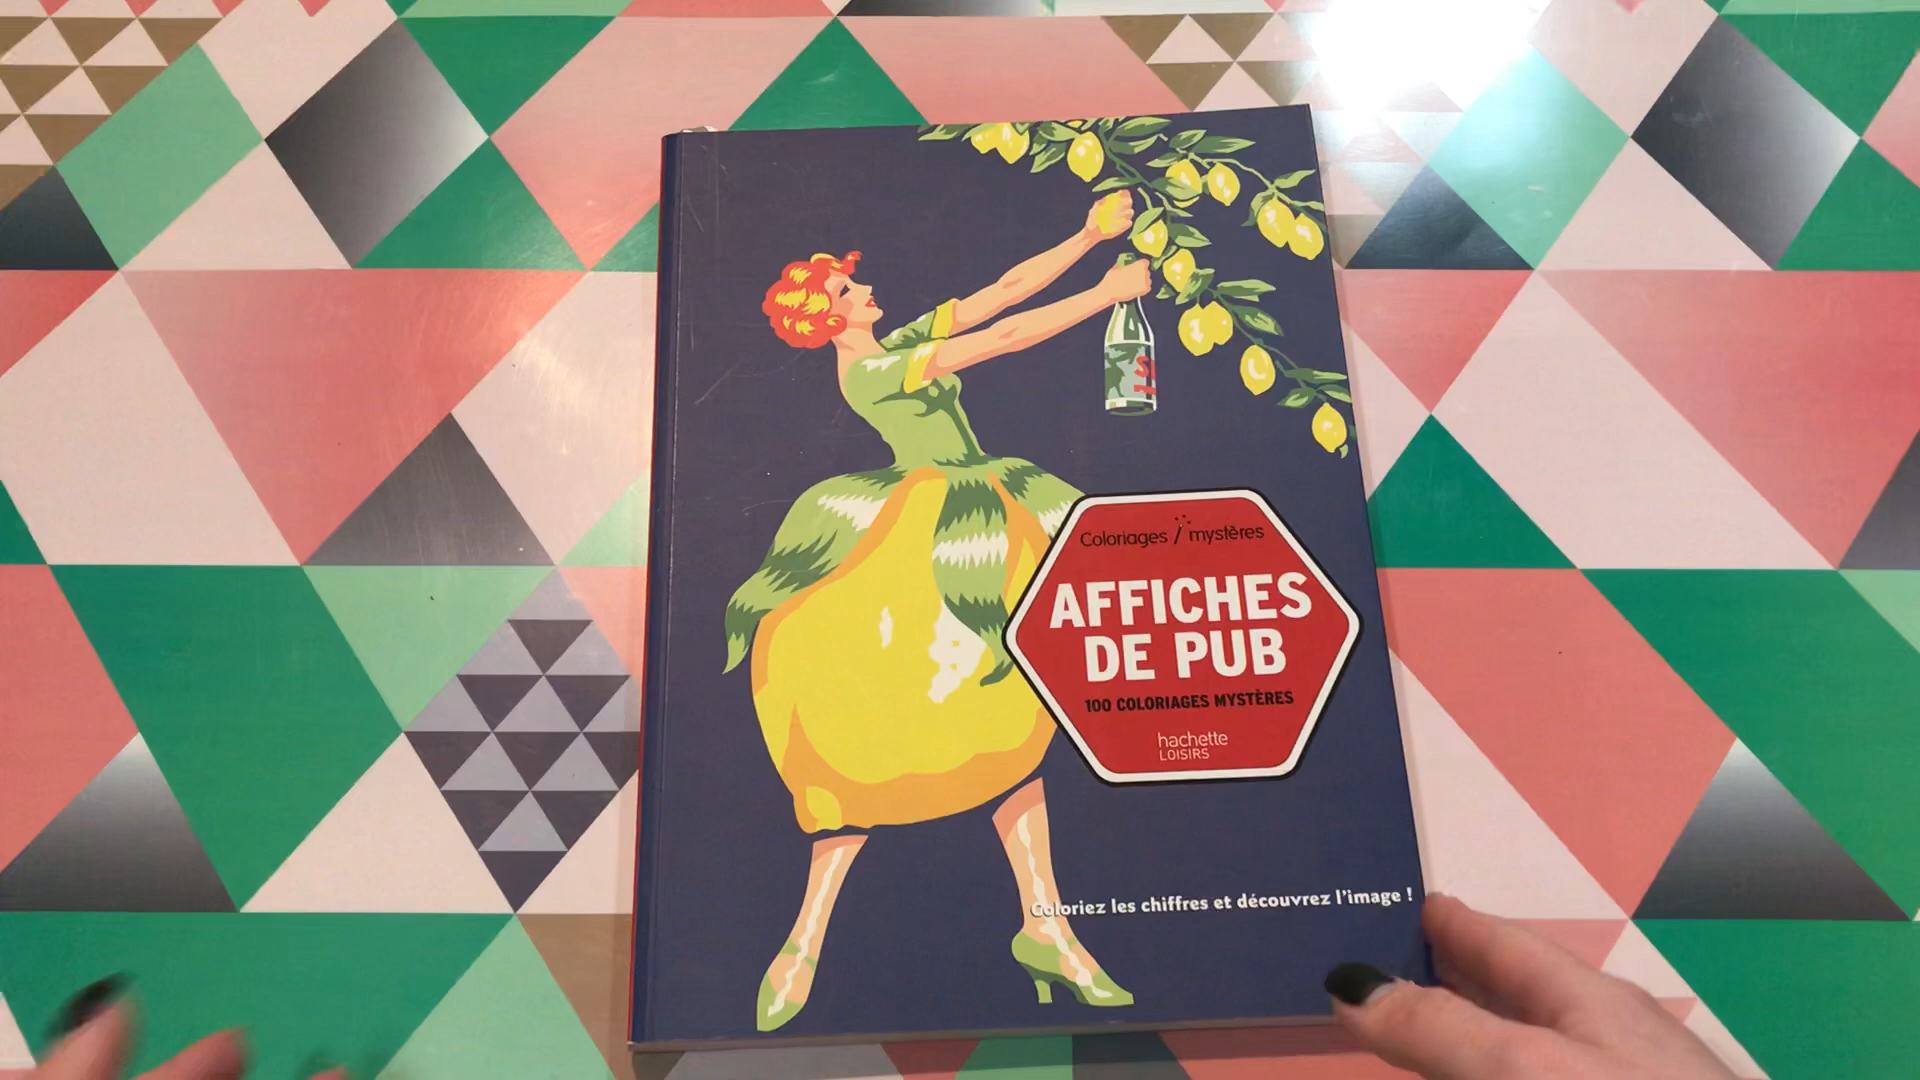 Coloriages mystères
AFFICHES
DE PUB
100 COLORIAGES MYSTÈRES
hachette
LOISIRS
Coloriez les chiffres et découvrez l'image !